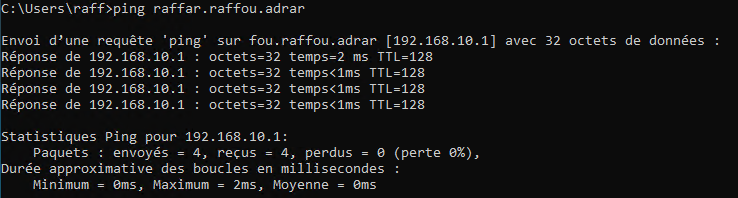 C:\Users\raff>ping raffar.raffou.adrar
Envoi d’une requête 'ping' sur fou.raffou.adrar [192.168.10.1] avec 32 octets de données :
Réponse de 192.168.10.1 : octets=32 temps=2 ms TTL=128
Réponse de 192.168.10.1 : octets=32 temps<1ms TTL=128
Réponse de 192.168.10.1 : octets=32 temps<1ms TTL=128
Réponse de 192.168.10.1 : octets=32 temps<1ms TTL=128
Statistiques Ping pour 192.168.10.1:
Paquets : envoyés = 4, reçus = 4, perdus = 0 (perte 0%),
Durée approximative des boucles en millisecondes :
Minimum = 0ms, Maximum = 2ms, Moyenne = 0ms